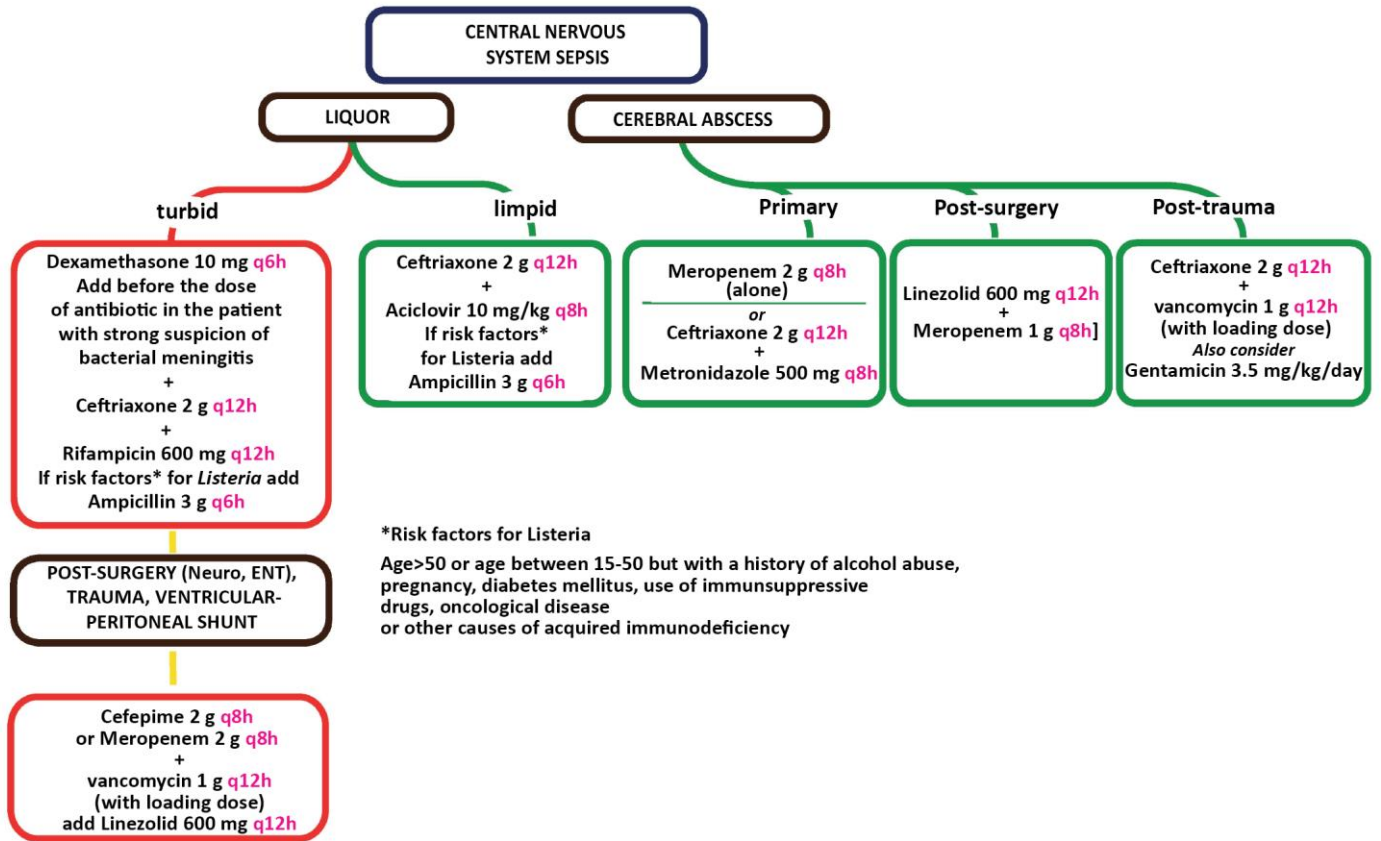 CENTRAL NERVOUS
SYSTEM SEPSIS
LIQUOR
CEREBRAL ABSCESS
turbid
limpid
Primary
Post-surgery
Post-trauma
Dexamethasone 10 mg q6h
Add before the dose
of antibiotic in the patient
with strong suspicion of
bacterial meningitis
+
Ceftriaxone 2 g q12h
+
Rifampicin 600 mg q12h
If risk factors* for Listeria add
Ampicillin 3 g q6h
Ceftriaxone 2 g q12h
+
Aciclovir 10 mg/kg q8h
If risk factors*
for Listeria add
Ampicillin 3 g q6h
Meropenem 2 g q8h
(alone)
or
Ceftriaxone 2 g q12h
+
Metronidazole 500 mg q8h
Linezolid 600 mg q12h
+
Meropenem 1 g q8h]
Ceftriaxone 2 g q12h
+
vancomycin 1 g q12h
(with loading dose)
Also consider
Gentamicin 3.5 mg/kg/day
*Risk factors for Listeria
Age>50 or age between 15-50 but with a history of alcohol abuse,
pregnancy, diabetes mellitus, use of immunsuppressive
drugs, oncological disease
or other causes of acquired immunodeficiency
POST-SURGERY (Neuro, ENT),
TRAUMA, VENTRICULAR-
PERITONEAL SHUNT
Cefepime 2 g q8h
or Meropenem 2 g q8h
+
vancomycin 1 g q12h
(with loading dose)
add Linezolid 600 mg q12h